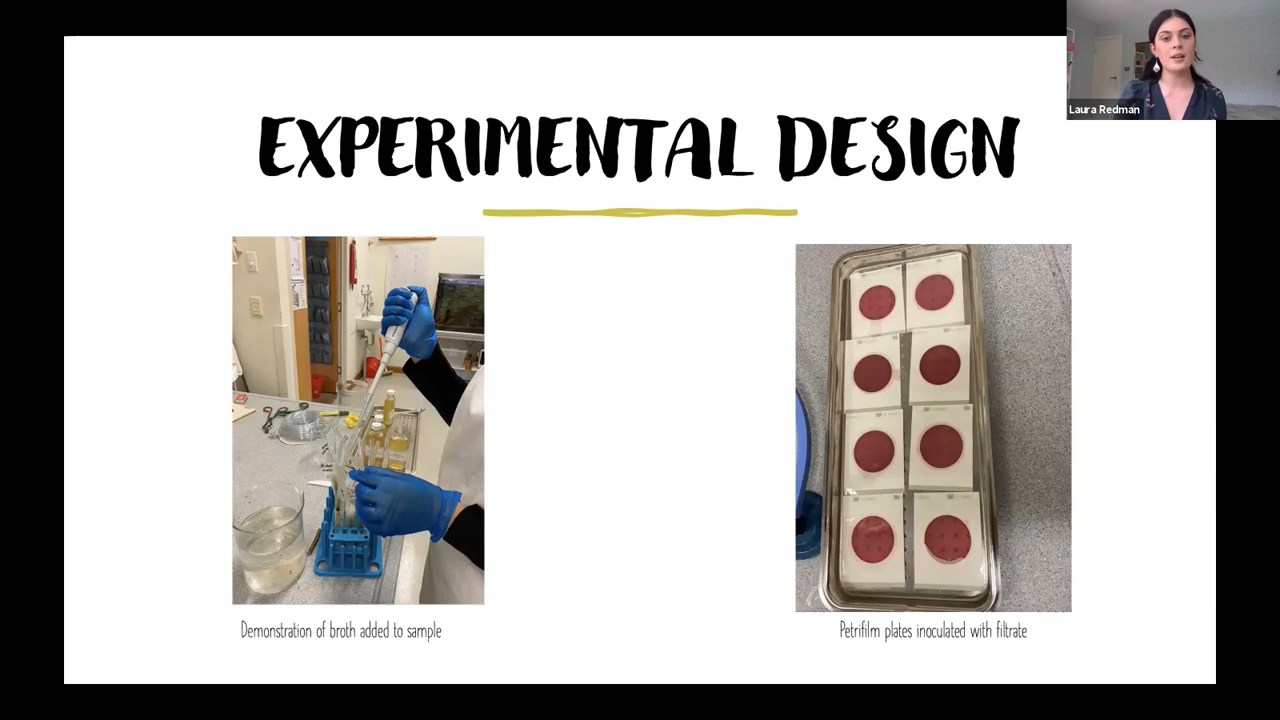 Laura Redman
EXPERIMENTAL DESIGN
Demonstration of broth added to sample
Petrifilm plates inoculated with filtrate